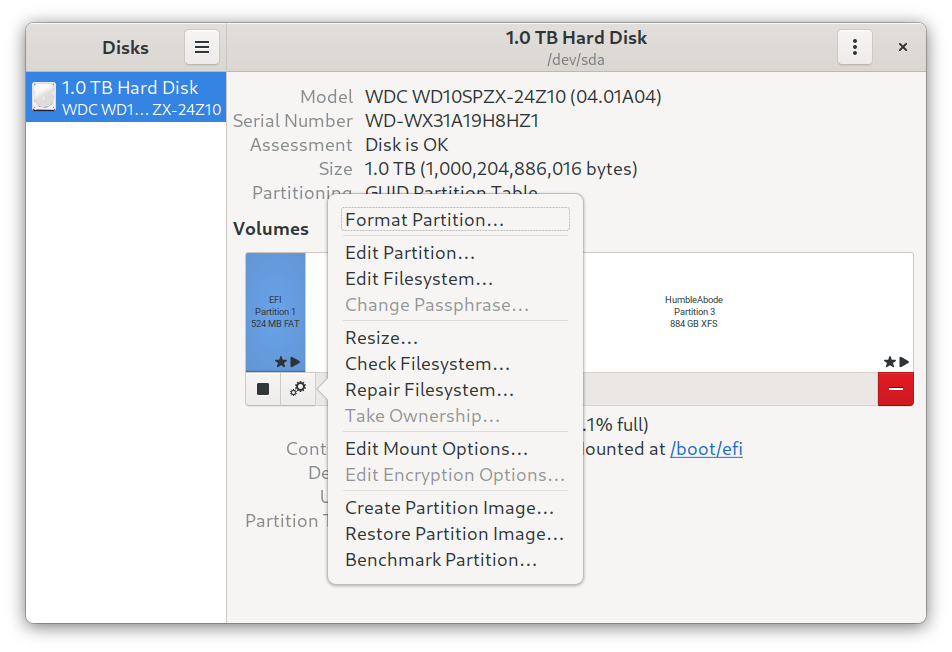 Disks
1.0 TB Hard Disk
/dev/sda
1.0 TB Hard Disk
WDC WD1… ZX-24Z10
Model WDC WD10SPZX-24Z10 (04.01A04)
Serial Number WD-WX31A19H8HZ1
Assessment Disk is OK
Size 1.0 TB (1,000,204,886,016 bytes)
Partitioning GUID Partition Table
Volumes
EFI
Partition 1
524 MB FAT
HumbleAbode
Partition 3
884 GB XFS
Format Partition…
Edit Partition…
Edit Filesystem…
Change Passphrase…
Resize…
Check Filesystem…
Repair Filesystem…
Take Ownership…
Edit Mount Options…
Edit Encryption Options…
Create Partition Image…
Restore Partition Image…
Benchmark Partition…
.1% full)
Mounted at /boot/efi
Partition